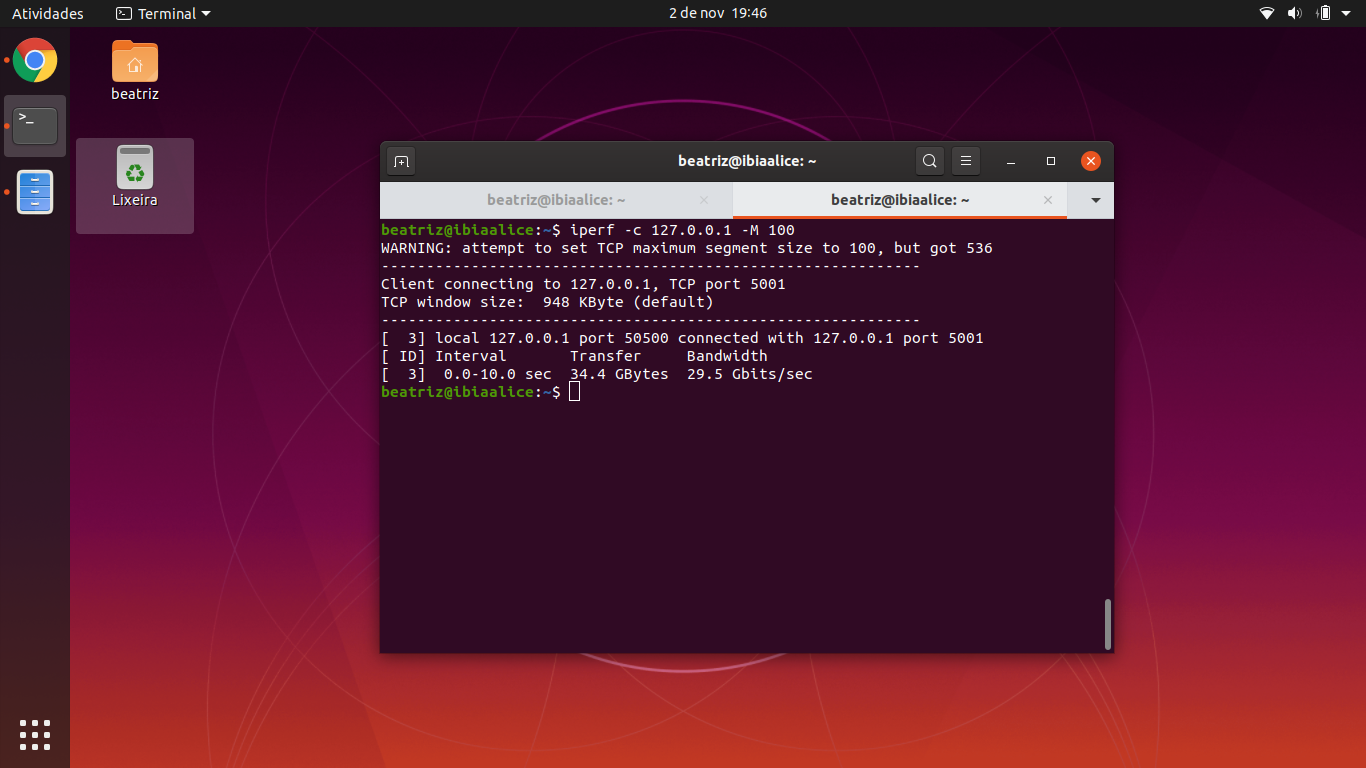 Atividades
Terminal
2 de nov 19:46
beatriz
Lixeira
>_
beatriz@ibiaalice: ~
beatriz@ibiaalice: ~
beatriz@ibiaalice: ~
beatriz@ibiaalice:~$ iperf -c 127.0.0.1 -M 100
WARNING: attempt to set TCP maximum segment size to 100, but got 536
------------------------------------------------------------
Client connecting to 127.0.0.1, TCP port 5001
TCP window size:  948 KByte (default)
------------------------------------------------------------
[  3] local 127.0.0.1 port 50500 connected with 127.0.0.1 port 5001
[ ID] Interval       Transfer     Bandwidth
[  3]  0.0-10.0 sec  34.4 GBytes  29.5 Gbits/sec
beatriz@ibiaalice:~$